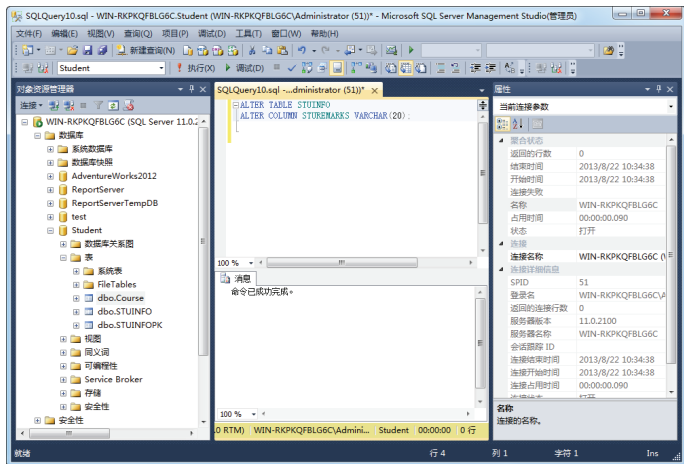 SQLQuery10.sql - WIN-RKPKQFBLG6C.Student (WIN-RKPKQFBLG6C\Administrator (51))* - Microsoft SQL Server Management Studio(管理员)
文件(F) 编辑(E) 视图(V) 查询(Q) 项目(P) 调试(D) 工具(T) 窗口(W) 帮助(H)
新建查询(N)
Student
执行(X) 调试(D)
对象资源管理器
连接
WIN-RKPKQFBLG6C (SQL Server 11.0.2
数据库
系统数据库
数据库快照
AdventureWorks2012
ReportServer
ReportServerTempDB
test
Student
数据库关系图
表
系统表
FileTables
dbo.Course
dbo.STUINFO
dbo.STUINFOPK
视图
同义词
可编程性
Service Broker
存储
安全性
安全性
SQLQuery10.sql -...dministrator (51))*
ALTER TABLE STUINFO
ALTER COLUMN STUREMARKS VARCHAR(20);
100 %
消息
命令已成功完成。
100 %
.0 RTM) WIN-RKPKQFBLG6C\Admini... Student 00:00:00 0 行
属性
当前连接参数
聚合状态
返回的行数 0
结束时间 2013/8/22 10:34:38
开始时间 2013/8/22 10:34:38
连接失败
名称 WIN-RKPKQFBLG6C
占用时间 00:00:00.090
状态 打开
连接
连接名称 WIN-RKPKQFBLG6C (\
连接详细信息
SPID 51
登录名 WIN-RKPKQFBLG6C\A
返回的连接行数 0
服务器版本 11.0.2100
服务器名称 WIN-RKPKQFBLG6C
会话跟踪 ID
连接结束时间 2013/8/22 10:34:38
连接开始时间 2013/8/22 10:34:38
连接占用时间 00:00:00.090
连接状态 打开
名称
连接的名称。
就绪 行 4 列 1 字符 1 Ins